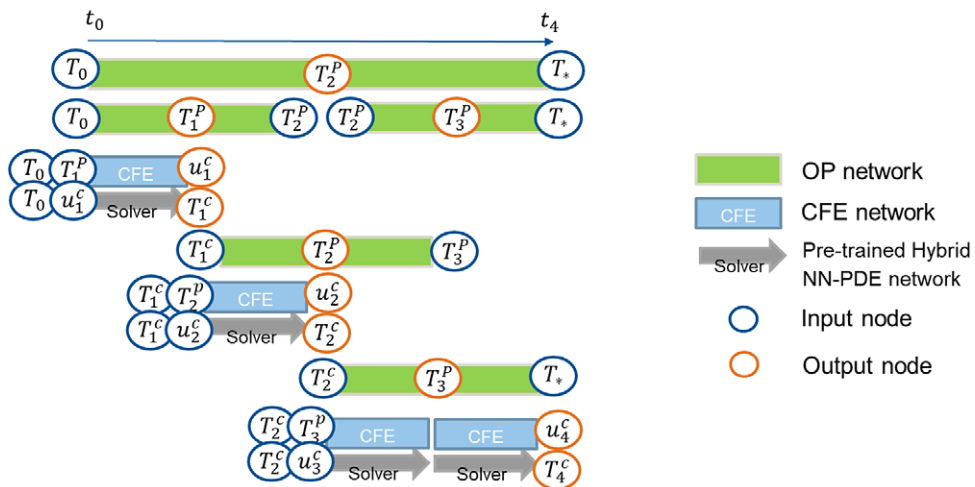 t₀ t₄
T₀ T₂ᴾ T₊
T₀ T₁ᴾ T₂ᴾ T₂ᴾ T₃ᴾ T₊
T₀ T₁ᴾ CFE u₁ᶜ
T₀ u₁ᶜ Solver T₁ᶜ
T₁ᶜ T₂ᴾ T₃ᴾ
T₁ᶜ T₂ᵖ CFE u₂ᶜ
T₁ᶜ u₂ᶜ Solver T₂ᶜ
T₂ᶜ T₃ᴾ T₊
T₂ᶜ T₃ᵖ CFE CFE u₄ᶜ
T₂ᶜ u₃ᶜ Solver Solver T₄ᶜ
OP network
CFE CFE network
Solver Pre-trained Hybrid
NN-PDE network
Input node
Output node